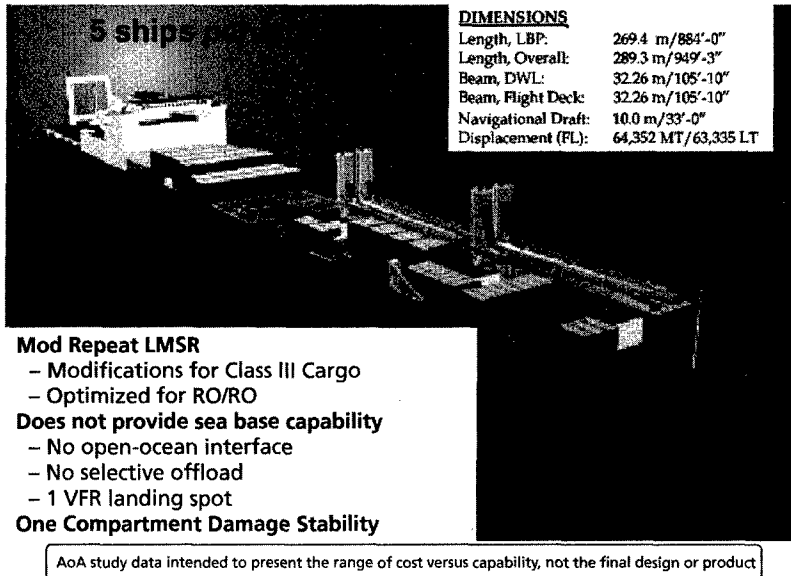 5 ships
DIMENSIONS
Length, LBP: 269.4 m/884'-0"
Length, Overall: 289.3 m/949'-3"
Beam, DWL: 32.26 m/105'-10"
Beam, Flight Deck: 32.26 m/105'-10"
Navigational Draft: 10.0 m/33'-0"
Displacement (FL): 64,352 MT/63,335 LT
Mod Repeat LMSR
– Modifications for Class III Cargo
– Optimized for RO/RO
Does not provide sea base capability
– No open-ocean interface
– No selective offload
– 1 VFR landing spot
One Compartment Damage Stability
AoA study data intended to present the range of cost versus capability, not the final design or product